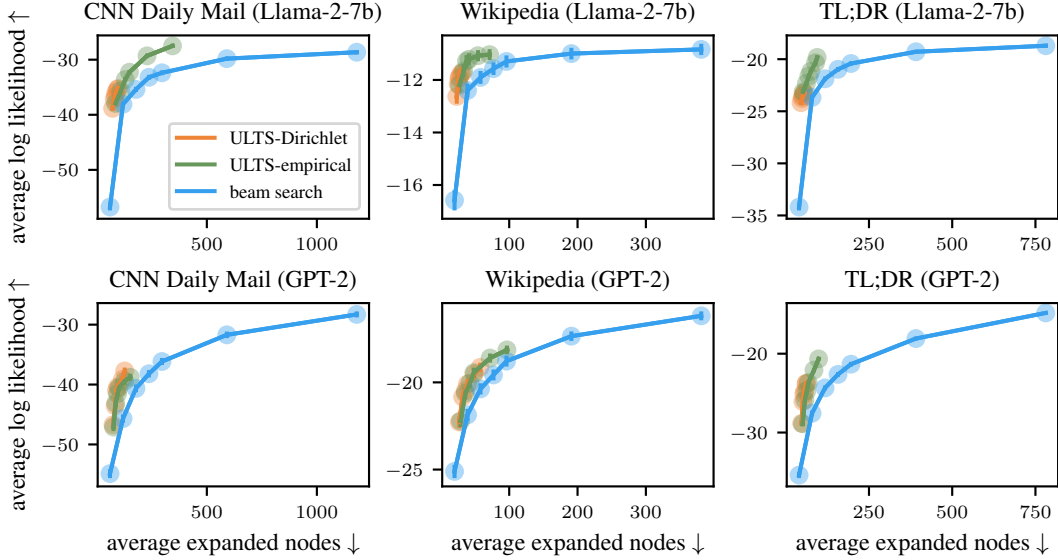 CNN Daily Mail (Llama-2-7b)
Wikipedia (Llama-2-7b)
TL;DR (Llama-2-7b)
average log likelihood ↑
−30
−40
−50
ULTS-Dirichlet
ULTS-empirical
beam search
500
1000
−12
−14
−16
100
200
300
−20
−25
−30
−35
250
500
750
CNN Daily Mail (GPT-2)
Wikipedia (GPT-2)
TL;DR (GPT-2)
average log likelihood ↑
−30
−40
−50
500
1000
−20
−25
100
200
300
−20
−30
250
500
750
average expanded nodes ↓
average expanded nodes ↓
average expanded nodes ↓